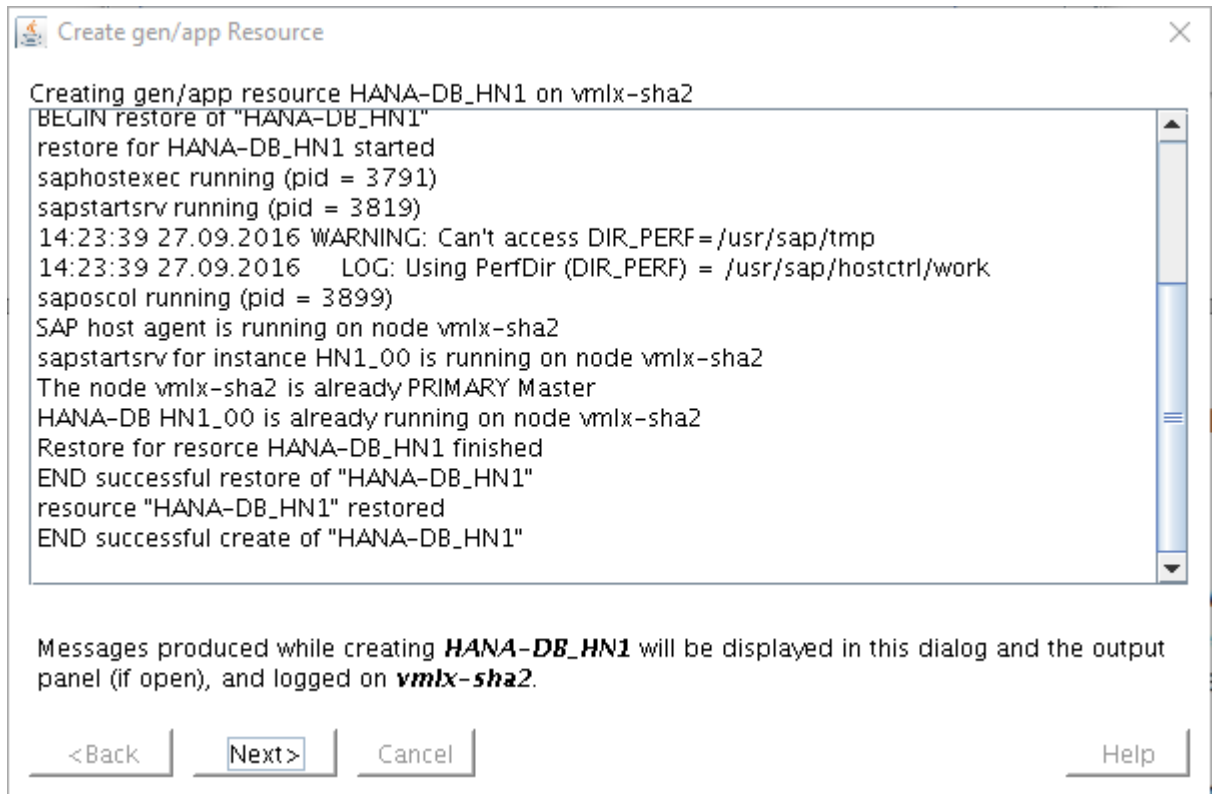 Create gen/app Resource
Creating gen/app resource HANA-DB_HN1 on vmlx-sha2
BEGIN restore of "HANA-DB_HN1"
restore for HANA-DB_HN1 started
saphostexec running (pid = 3791)
sapstartsrv running (pid = 3819)
14:23:39 27.09.2016 WARNING: Can't access DIR_PERF=/usr/sap/tmp
14:23:39 27.09.2016 LOG: Using PerfDir (DIR_PERF) = /usr/sap/hostctrl/work
saposcol running (pid = 3899)
SAP host agent is running on node vmlx-sha2
sapstartsrv for instance HN1_00 is running on node vmlx-sha2
The node vmlx-sha2 is already PRIMARY Master
HANA-DB HN1_00 is already running on node vmlx-sha2
Restore for resorce HANA-DB_HN1 finished
END successful restore of "HANA-DB_HN1"
resource "HANA-DB_HN1" restored
END successful create of "HANA-DB_HN1"
Messages produced while creating HANA-DB_HN1 will be displayed in this dialog and the output
panel (if open), and logged on vmlx-sha2.
<Back Next> Cancel Help